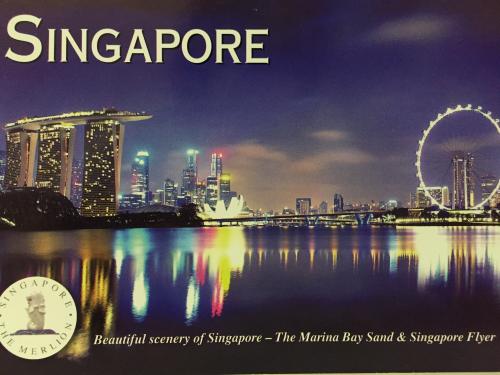 SINGAPORE
SINGAPORE
THE MERLION
Beautiful scenery of Singapore – The Marina Bay Sand & Singapore Flyer